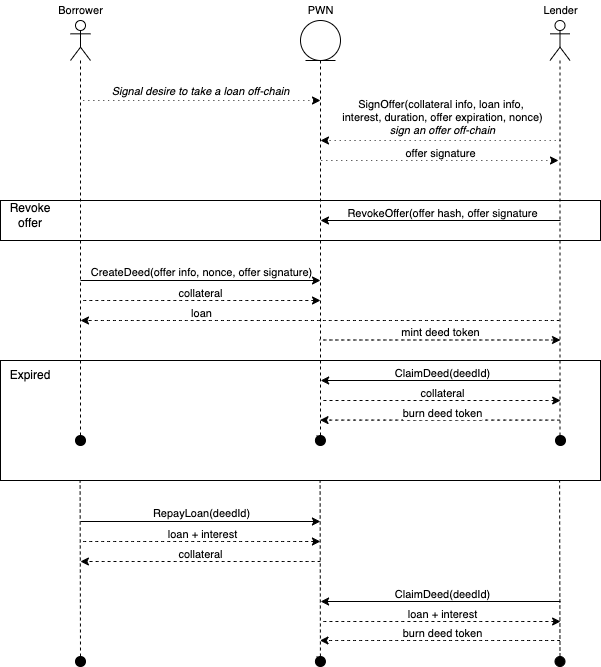 Borrower
PWN
Lender
Signal desire to take a loan off-chain
SignOffer(collateral info, loan info,
interest, duration, offer expiration, nonce)
sign an offer off-chain
offer signature
Revoke
offer
RevokeOffer(offer hash, offer signature
CreateDeed(offer info, nonce, offer signature)
collateral
loan
mint deed token
Expired
ClaimDeed(deedId)
collateral
burn deed token
RepayLoan(deedId)
loan + interest
collateral
ClaimDeed(deedId)
loan + interest
burn deed token